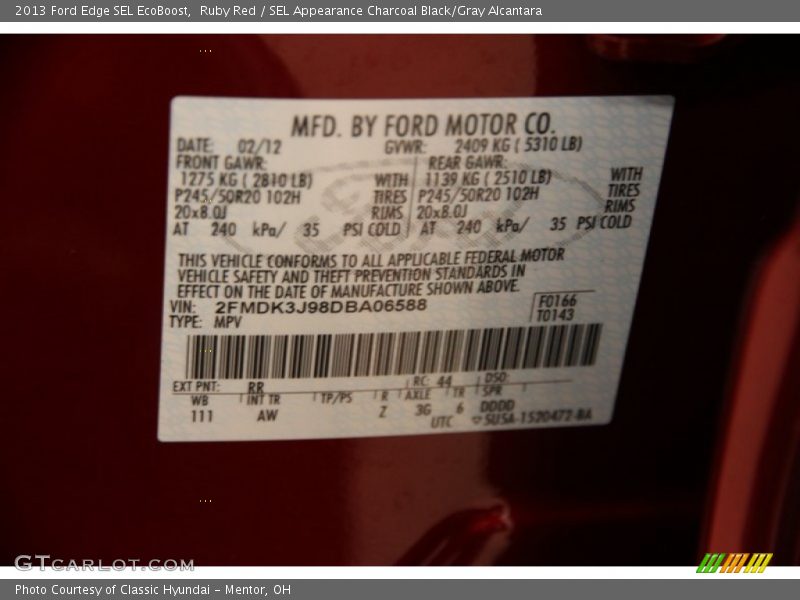 2013 Ford Edge SEL EcoBoost,  Ruby Red / SEL Appearance Charcoal Black/Gray Alcantara
MFD. BY FORD MOTOR CO.
DATE: 02/12 GVWR: 2409 KG ( 5310 LB)
FRONT GAWR: REAR GAWR:
1275 KG ( 2810 LB) WITH 1139 KG ( 2510 LB) WITH
P245/50R20 102H TIRES P245/50R20 102H TIRES
20x8.0J RIMS 20x8.0J RIMS
AT 240 kPa/ 35 PSI COLD AT 240 kPa/ 35 PSI COLD
THIS VEHICLE CONFORMS TO ALL APPLICABLE FEDERAL MOTOR
VEHICLE SAFETY AND THEFT PREVENTION STANDARDS IN
EFFECT ON THE DATE OF MANUFACTURE SHOWN ABOVE.
VIN: 2FMDK3J98DBA06588 F0166
TYPE: MPV T0143
EXT PNT: RR RC: 44 DSO:
WB INT TR TP/PS R AXLE TR SPR
111 AW Z 3G 6 DDDD
UTC SUSA-1520472-BA
GTCARLOT.COM
Photo Courtesy of Classic Hyundai - Mentor, OH